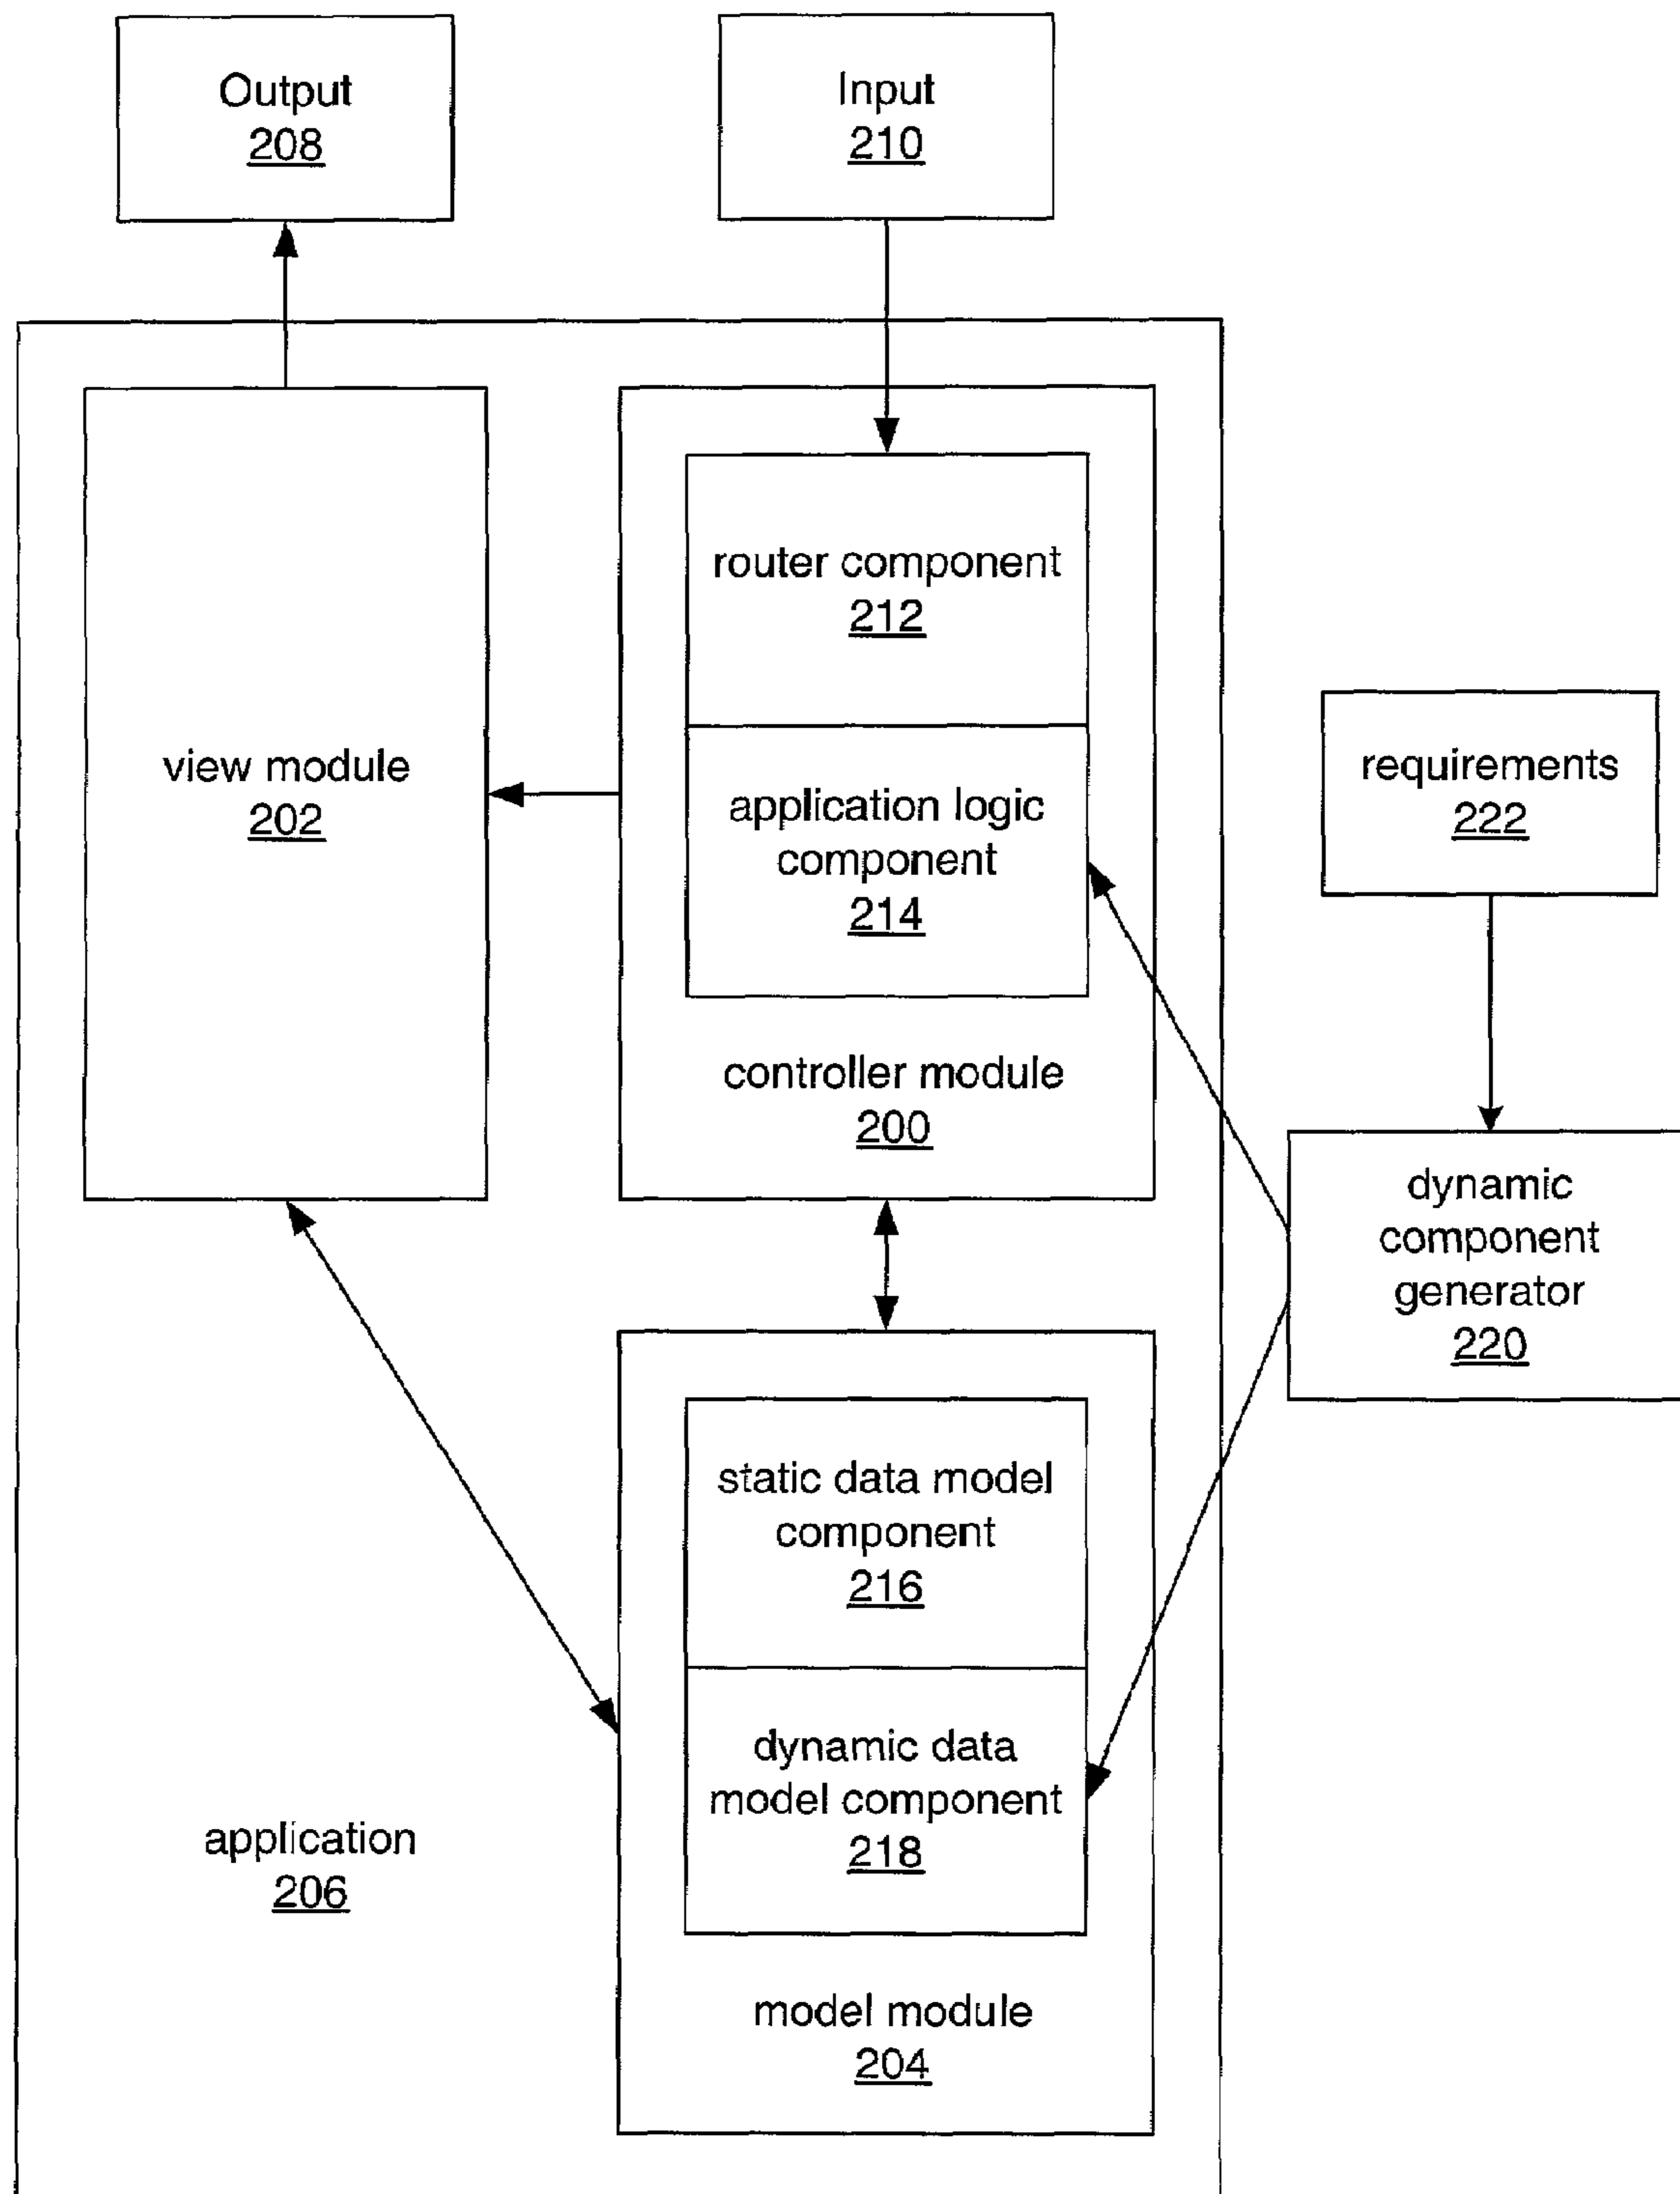 Output
208
Input
210
router component
212
view module
202
application logic
component
214
requirements
222
controller module
200
dynamic
component
generator
220
static data model
component
216
dynamic data
model component
218
application
206
model module
204